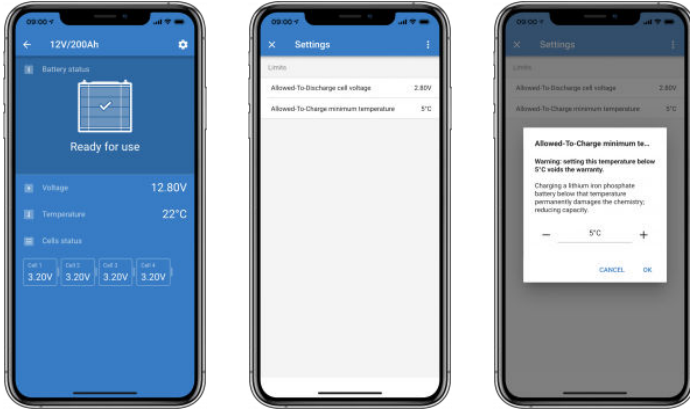 09:00
12V/200Ah
Battery status
Ready for use
Voltage 12.80V
Temperature 22°C
Cells status
Cell 1 Cell 2 Cell 3 Cell 4
3.20V 3.20V 3.20V 3.20V
09:00
Settings
Limits
Allowed-To-Discharge cell voltage 2.80V
Allowed-To-Charge minimum temperature 5°C
09:00
Settings
Limits
Allowed-To-Discharge cell voltage 2.80V
Allowed-To-Charge minimum temperature 5°C
Allowed-To-Charge minimum te...
Warning: setting this temperature below
5°C voids the warranty.
Charging a lithium iron phosphate
battery below that temperature
permanently damages the chemistry,
reducing capacity.
5°C
CANCEL OK